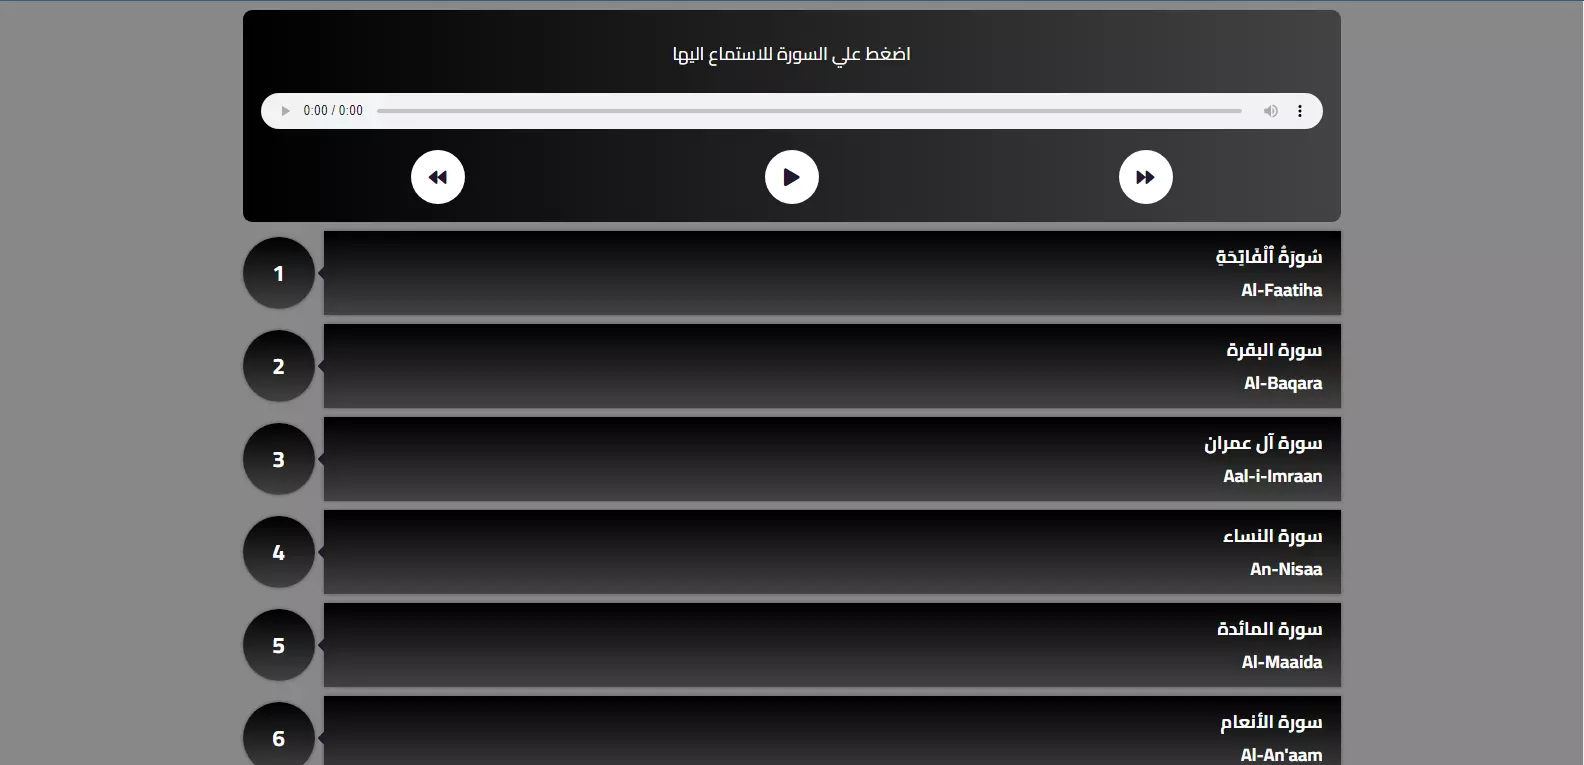 اضغط علي السورة للاستماع اليها
0:00 / 0:00
1
سُورَةُ ٱلْفَاتِحَةِ
Al-Faatiha
2
سورة البقرة
Al-Baqara
3
سورة آل عمران
Aal-i-Imraan
4
سورة النساء
An-Nisaa
5
سورة المائدة
Al-Maaida
6
سورة الأنعام
Al-An'aam